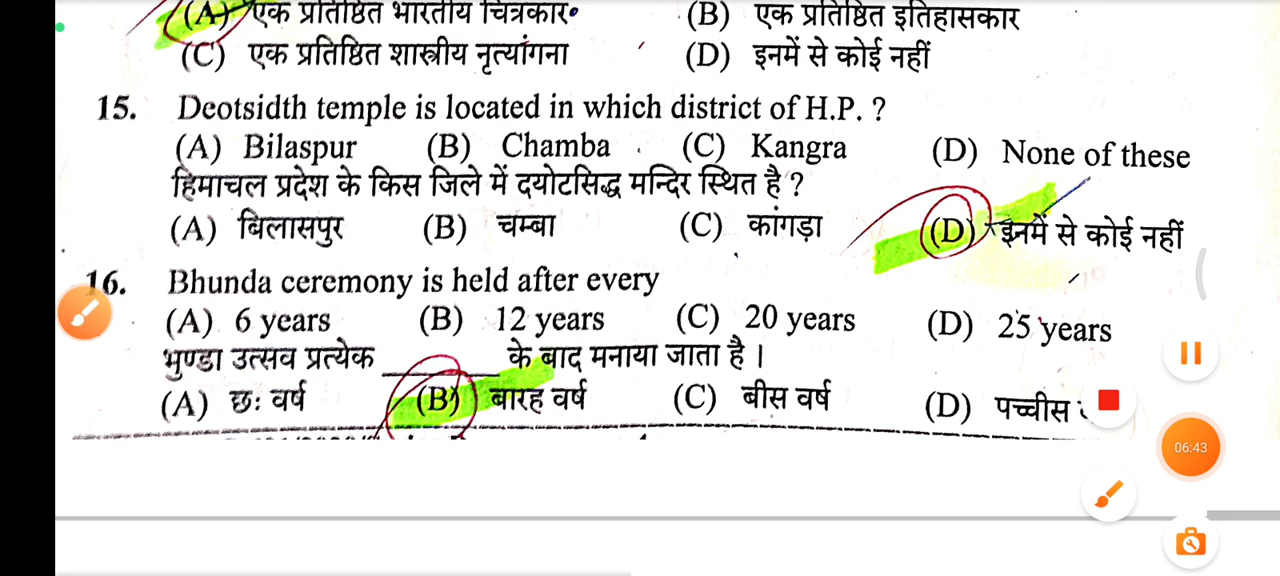 (A) एक प्रतिष्ठित भारतीय चित्रकार (B) एक प्रतिष्ठित इतिहासकार
(C) एक प्रतिष्ठित शास्त्रीय नृत्यांगना (D) इनमें से कोई नहीं
15. Deotsidth temple is located in which district of H.P. ?
(A) Bilaspur (B) Chamba (C) Kangra (D) None of these
हिमाचल प्रदेश के किस जिले में दयोटसिद्ध मन्दिर स्थित है ?
(A) बिलासपुर (B) चम्बा (C) कांगड़ा (D) इनमें से कोई नहीं
16. Bhunda ceremony is held after every
(A) 6 years (B) 12 years (C) 20 years (D) 25 years
भुण्डा उत्सव प्रत्येक ________ के बाद मनाया जाता है ।
(A) छः वर्ष (B) बारह वर्ष (C) बीस वर्ष (D) पच्चीस
06:43